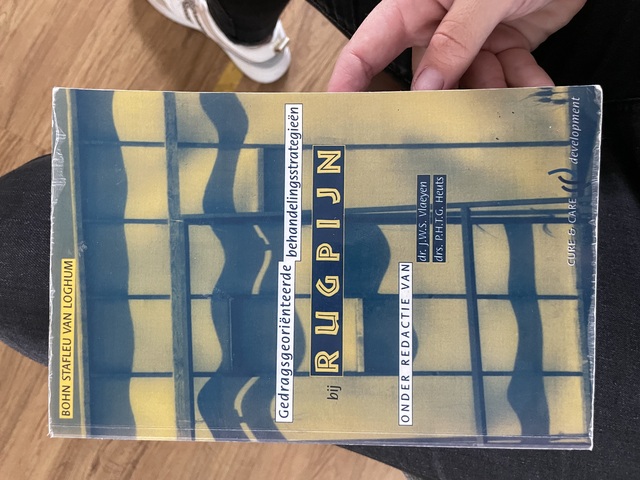 BOHN STAFLEU VAN LOGHUM
Gedragsgeoriënteerde
behandelingsstrategieën
bij RUGPIJN
ONDER REDACTIE VAN
dr. J.W.S. Vlaeyen
drs. P.H.T.G. Heuts
CURE & CARE development